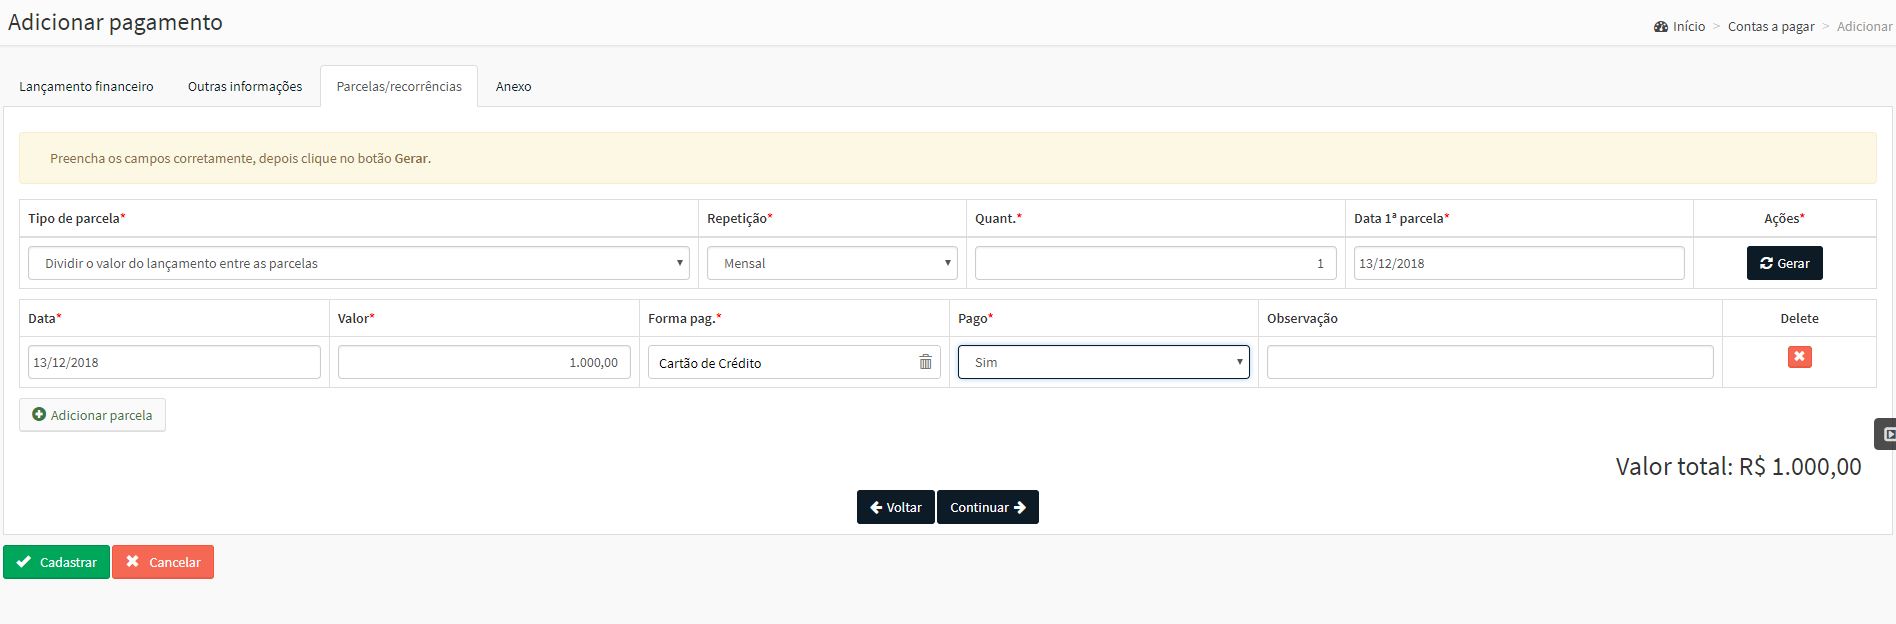 Adicionar pagamento
Início > Contas a pagar > Adicionar
Lançamento financeiro Outras informações Parcelas/recorrências Anexo
Preencha os campos corretamente, depois clique no botão Gerar.
Tipo de parcela* Repetição* Quant.* Data 1ª parcela* Ações*
Dividir o valor do lançamento entre as parcelas Mensal 1 13/12/2018 Gerar
Data* Valor* Forma pag.* Pago* Observação Delete
13/12/2018 1.000,00 Cartão de Crédito Sim
Adicionar parcela
Valor total: R$ 1.000,00
Voltar Continuar
Cadastrar Cancelar